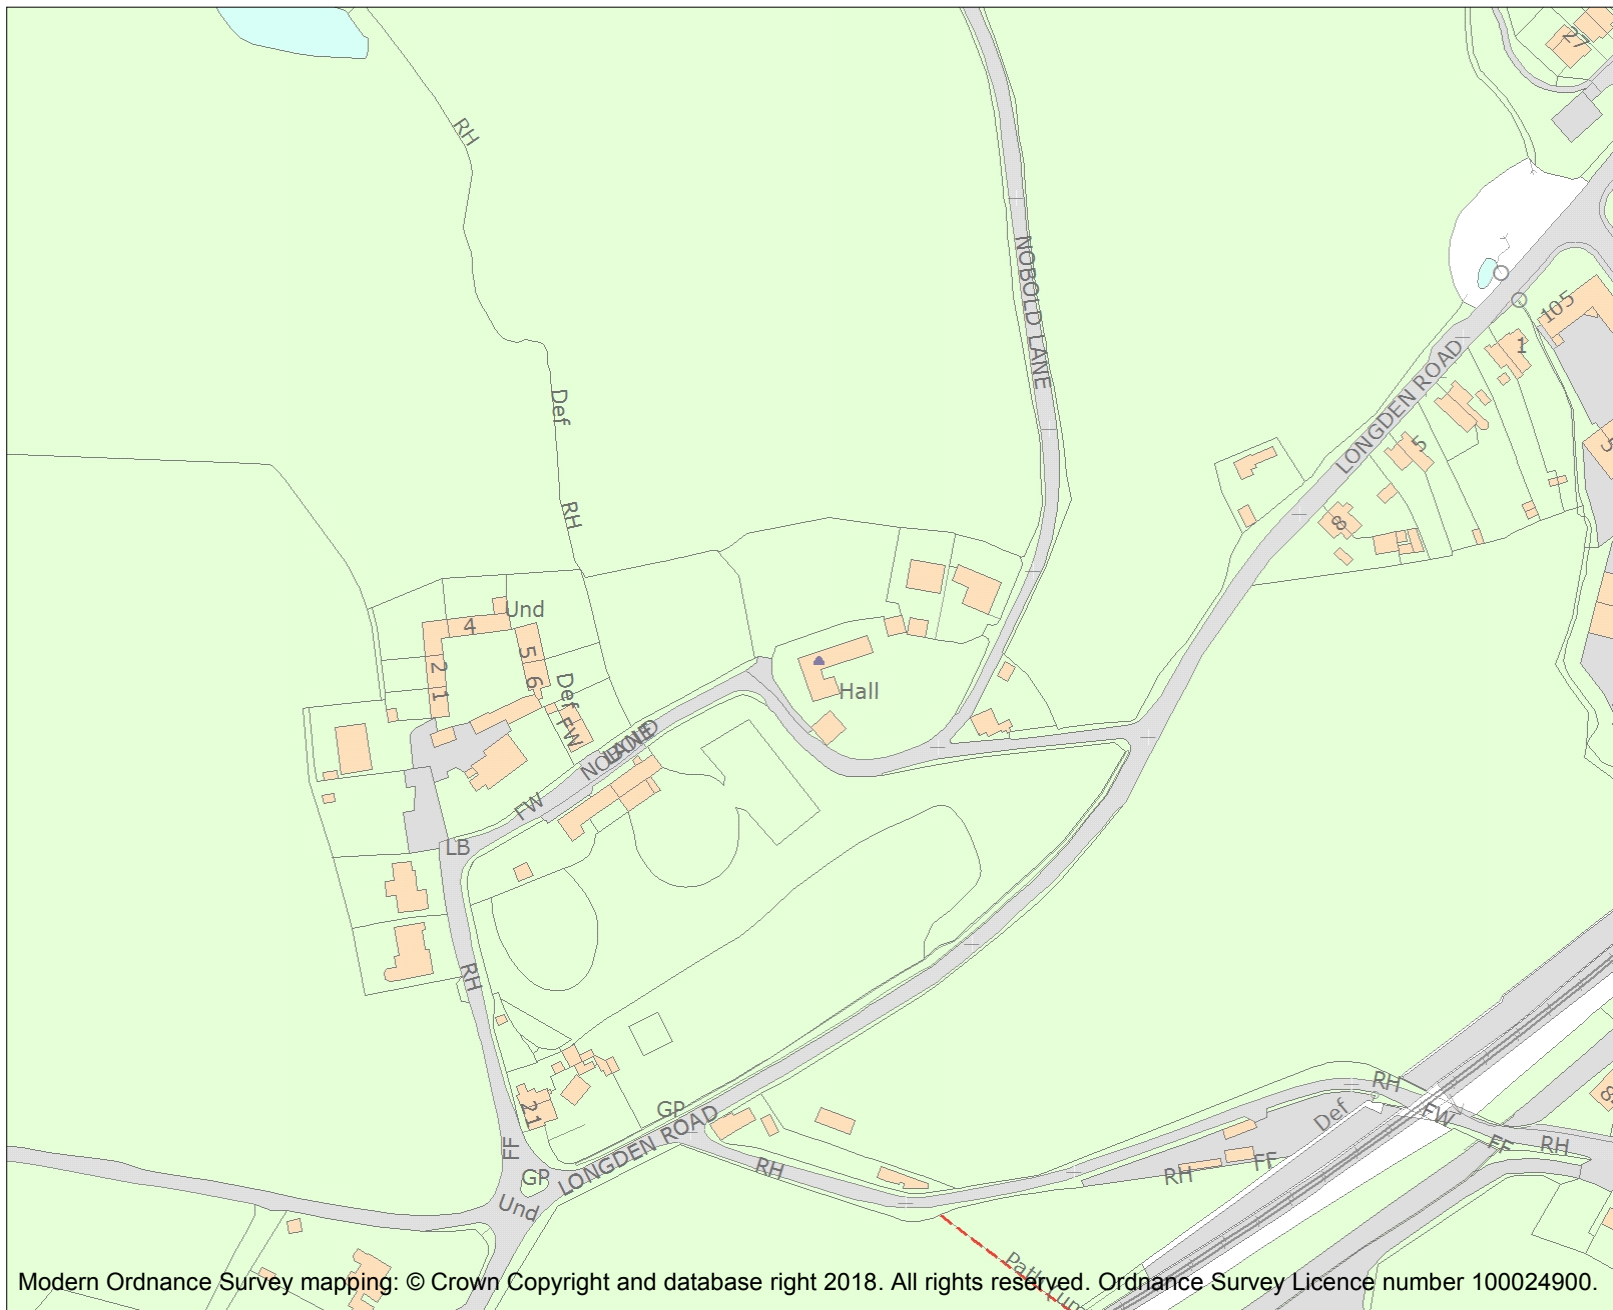 27
RH
NOBOLD LANE
105
1
LONGDEN ROAD
Def
5
RH
8
Und
4
5
2
6
1
Def
Hall
FW
NOBOLD LANE
FW
LB
RH
RH
GP
Def
21
LONGDEN ROAD
FW
FF
FF
RH
RH
FF
RH
GP
Und
Modern Ordnance Survey mapping: © Crown Copyright and database right 2018. All rights reserved. Ordnance Survey Licence number 100024900.